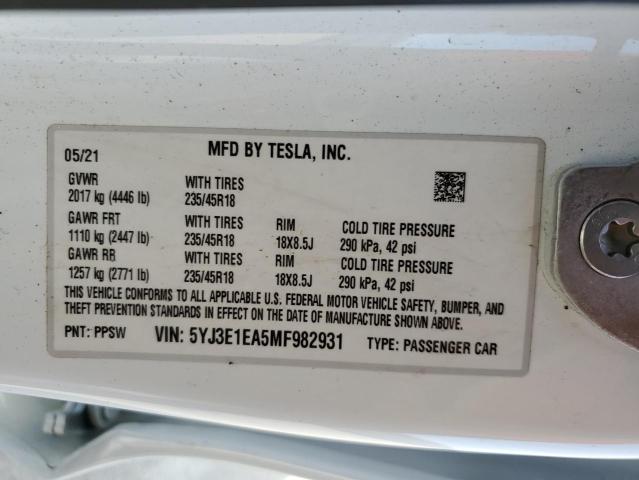 05/21 MFD BY TESLA, INC.
GVWR WITH TIRES
2017 kg (4446 lb) 235/45R18
GAWR FRT WITH TIRES RIM COLD TIRE PRESSURE
1110 kg (2447 lb) 235/45R18 18X8.5J 290 kPa, 42 psi
GAWR RR WITH TIRES RIM COLD TIRE PRESSURE
1257 kg (2771 lb) 235/45R18 18X8.5J 290 kPa, 42 psi
THIS VEHICLE CONFORMS TO ALL APPLICABLE U.S. FEDERAL MOTOR VEHICLE SAFETY, BUMPER, AND
THEFT PREVENTION STANDARDS IN EFFECT ON THE DATE OF MANUFACTURE SHOWN ABOVE.
PNT: PPSW VIN: 5YJ3E1EA5MF982931 TYPE: PASSENGER CAR